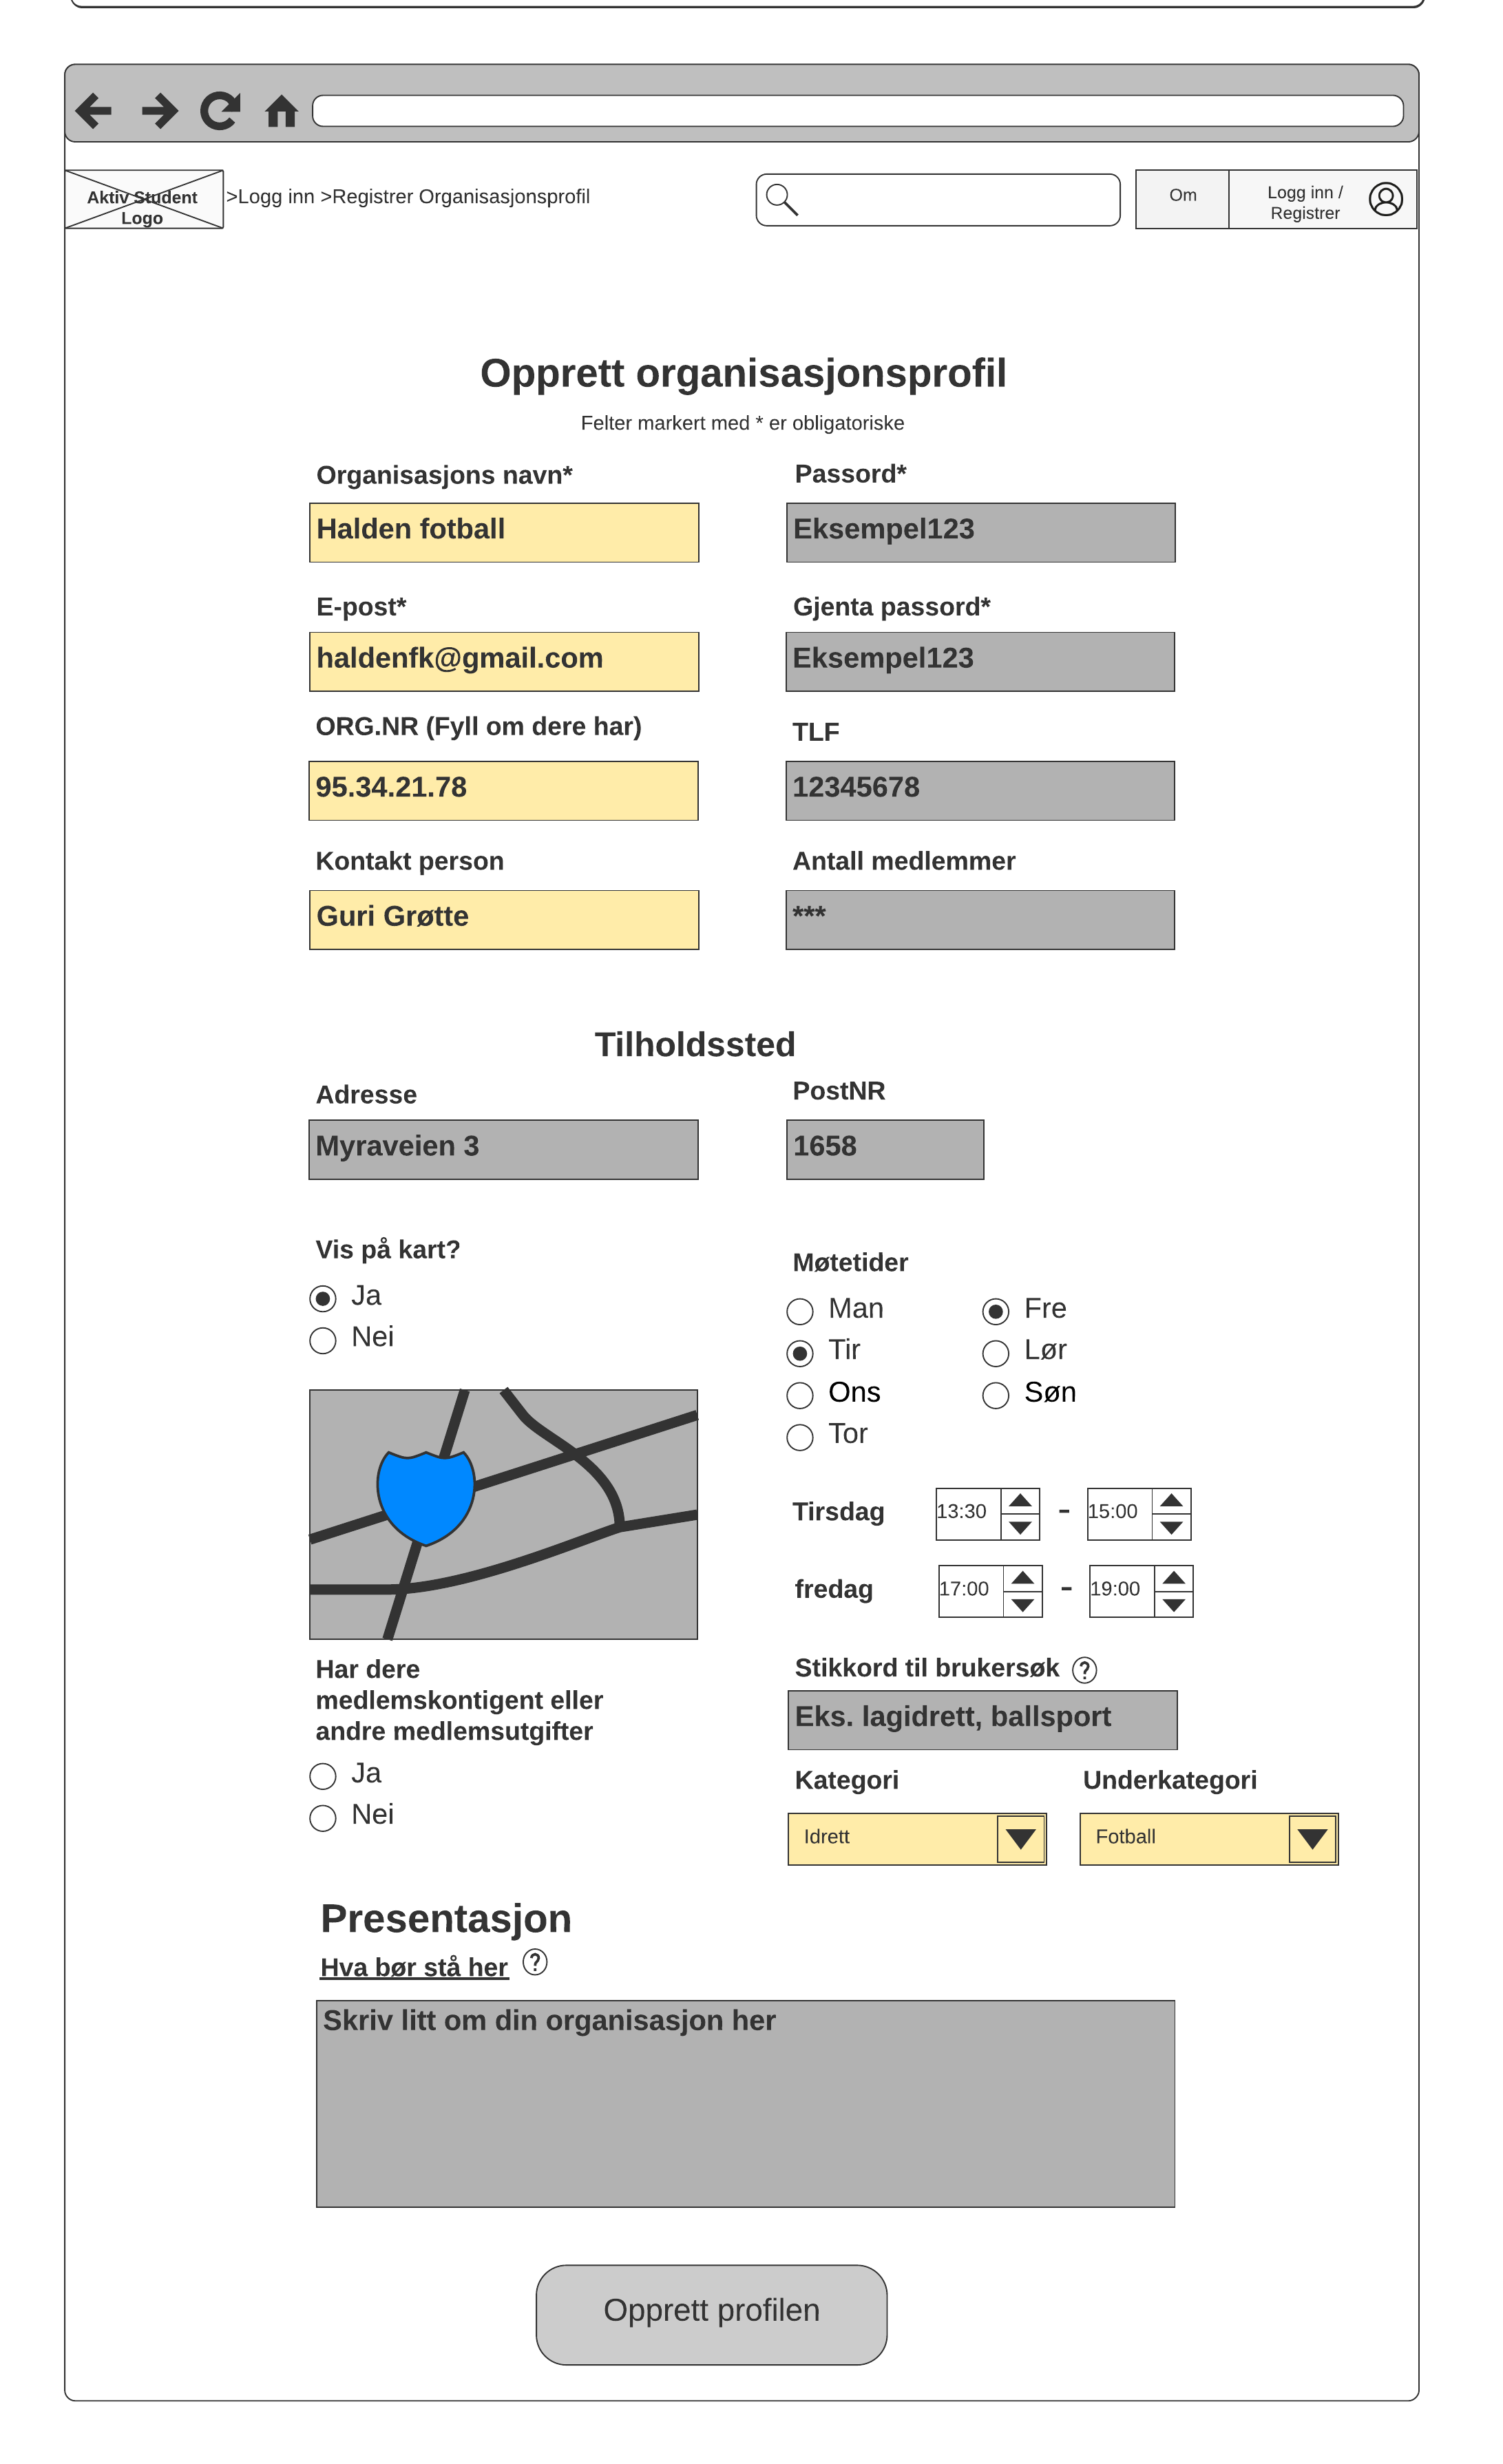 Aktiv Student
Logo
>Logg inn >Registrer Organisasjonsprofil
Om
Logg inn /
Registrer
Opprett organisasjonsprofil
Felter markert med * er obligatoriske
Organisasjons navn*
Passord*
Halden fotball
Eksempel123
E-post*
Gjenta passord*
haldenfk@gmail.com
Eksempel123
ORG.NR (Fyll om dere har)
TLF
95.34.21.78
12345678
Kontakt person
Antall medlemmer
Guri Grøtte
***
Tilholdssted
Adresse
PostNR
Myraveien 3
1658
Vis på kart?
Ja
Nei
Møtetider
Man
Fre
Tir
Lør
Ons
Søn
Tor
Tirsdag
13:30
-
15:00
fredag
17:00
-
19:00
Har dere
medlemskontigent eller
andre medlemsutgifter
Ja
Nei
Stikkord til brukersøk ?
Eks. lagidrett, ballsport
Kategori
Underkategori
Idrett
Fotball
Presentasjon
Hva bør stå her ?
Skriv litt om din organisasjon her
Opprett profilen